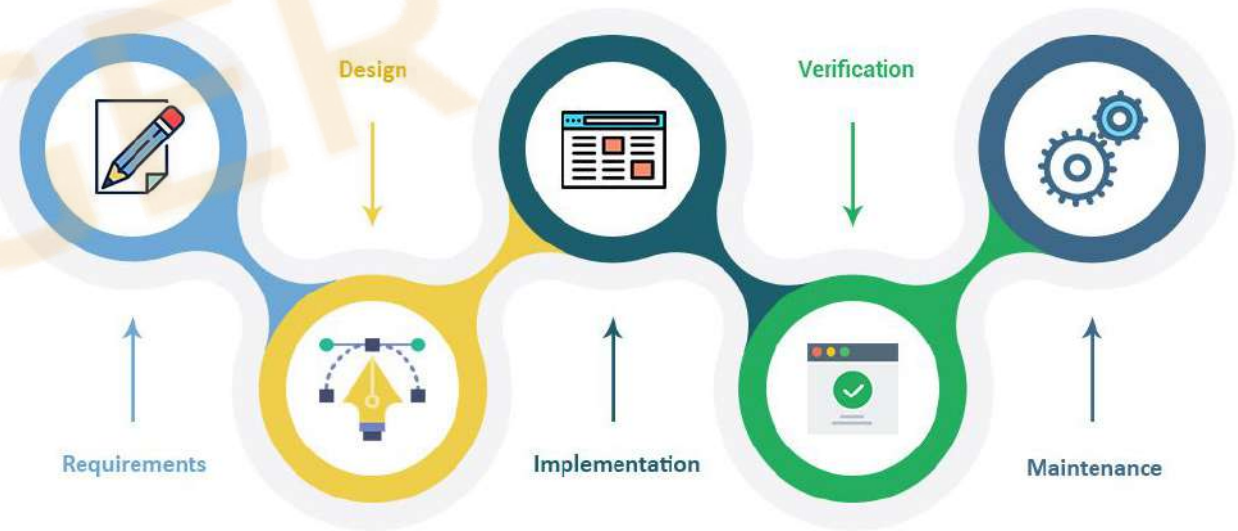 Design
Verification
Requirements
Implementation
Maintenance